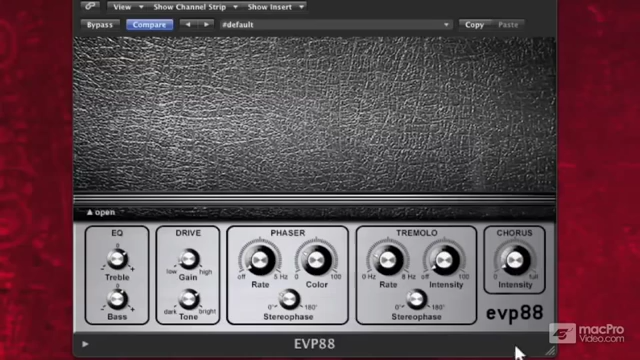 View Show Channel Strip Show Insert
Bypass Compare #default Copy Paste
open
EQ DRIVE PHASER TREMOLO CHORUS
0
- + low high off 5 Hz 0 100 0 Hz 8 Hz off 100 0 full
Treble Gain Rate Color Rate Intensity Intensity
0
- + dark bright 0° 180° 0° 180°
Bass Tone Stereophase Stereophase
evp88
EVP88
macPro
Video.com